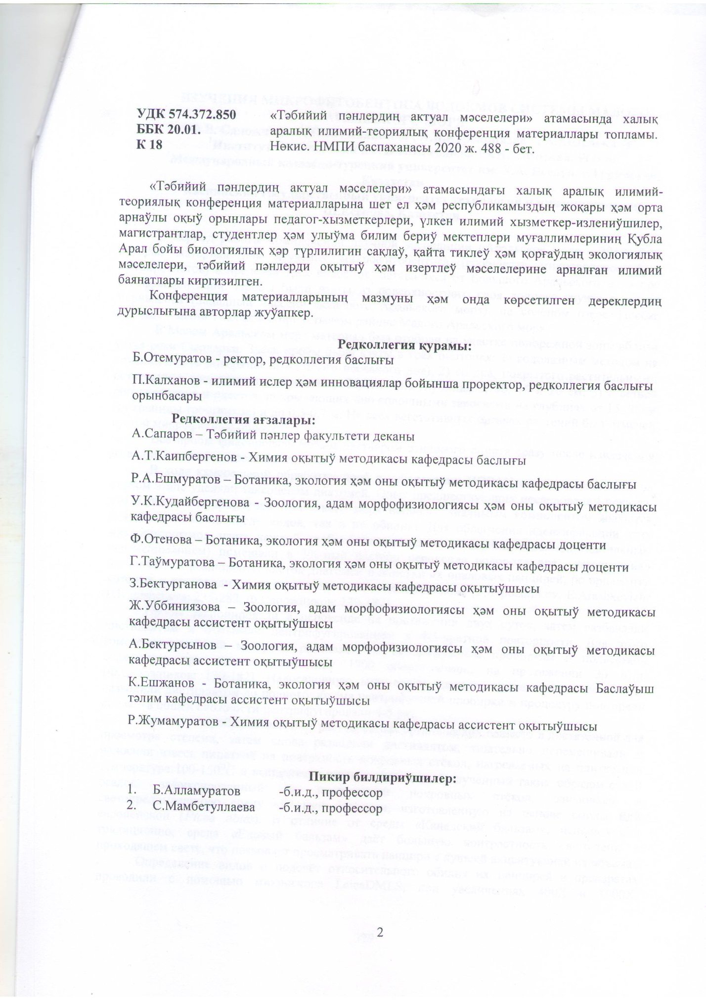 УДК 574.372.850
ББК 20.01.
К 18
«Тәбийий пәнлердиң актуал мәселелери» атамасында халық
аралық илимий-теориялық конференция материаллары топламы.
Нөкис. НМПИ баспаханасы 2020 ж. 488 - бет.
«Тәбийий пәнлердиң актуал мәселелери» атамасындағы халық аралық илимий-
теориялық конференция материалларына шет ел ҳәм республикамыздың жоқары ҳәм орта
арнаўлы оқыў орынлары педагог-хызметкерлери, үлкен илимий хызметкер-излениўшилер,
магистрантлар, студентлер ҳәм улыўма билим бериў мектеплери муғаллимлериниң Қубла
Арал бойы биологиялық ҳәр түрлилигин сақлаў, қайта тиклеў ҳәм қорғаўдың экологиялық
мәселелери, тәбийий пәнлерди оқытыў ҳәм изертлеў мәселелерине арналған илимий
баянатлары киргизилген.
Конференция материалларының мазмуны ҳәм онда көрсетилген дереклердиң
дурыслығына авторлар жуўапкер.
Редколлегия қурамы:
Б.Отемуратов - ректор, редколлегия баслығы
П.Калханов - илимий ислер ҳәм инновациялар бойынша проректор, редколлегия баслығы
орынбасары
Редколлегия ағзалары:
А.Сапаров – Тәбийий пәнлер факультети деканы
А.Т.Каипбергенов - Химия оқытыў методикасы кафедрасы баслығы
Р.А.Ешмуратов – Ботаника, экология ҳәм оны оқытыў методикасы кафедрасы баслығы
У.К.Кудайбергенова - Зоология, адам морфофизиологиясы ҳәм оны оқытыў методикасы
кафедрасы баслығы
Ф.Отенова – Ботаника, экология ҳәм оны оқытыў методикасы кафедрасы доценти
Г.Таўмуратова – Ботаника, экология ҳәм оны оқытыў методикасы кафедрасы доценти
З.Бектурганова - Химия оқытыў методикасы кафедрасы оқытыўшысы
Ж.Уббиниязова – Зоология, адам морфофизиологиясы ҳәм оны оқытыў методикасы
кафедрасы ассистент оқытыўшысы
А.Бектурсынов – Зоология, адам морфофизиологиясы ҳәм оны оқытыў методикасы
кафедрасы ассистент оқытыўшысы
К.Ешжанов - Ботаника, экология ҳәм оны оқытыў методикасы кафедрасы Баслаўыш
тәлим кафедрасы ассистент оқытыўшысы
Р.Жумамуратов - Химия оқытыў методикасы кафедрасы ассистент оқытыўшысы
Пикир билдириўшилер:
1. Б.Алламуратов -б.и.д., профессор
2. С.Мамбетуллаева -б.и.д., профессор
2